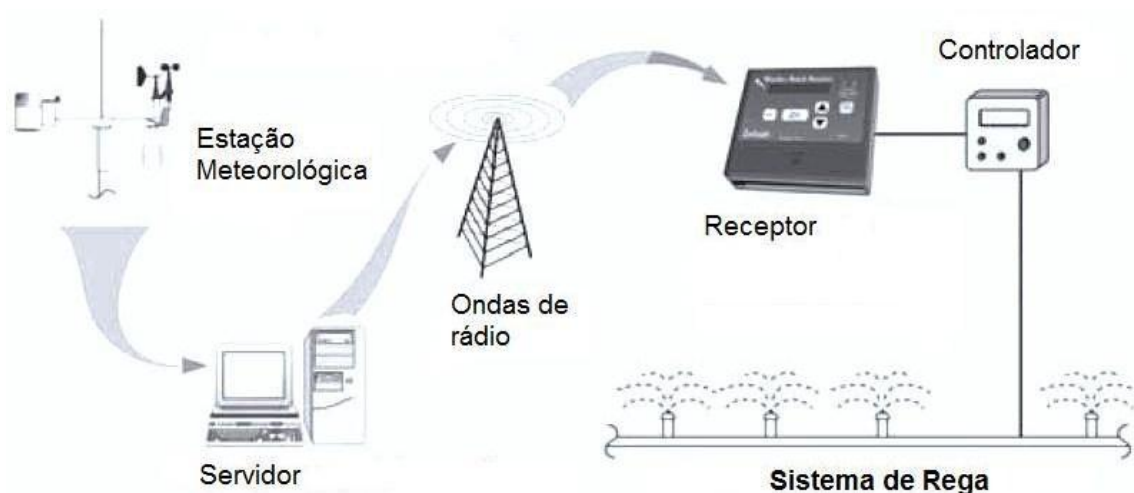 Estação
Meteorológica
Servidor
Ondas de
rádio
Receptor
Controlador
Sistema de Rega